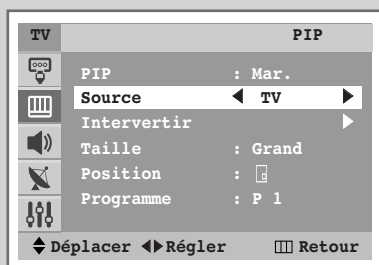 TV PIP
PIP : Mar.
Source ◀ TV ▶
Intervertir ▶
Taille : Grand
Position :
Programme : P 1
Déplacer Régler Retour